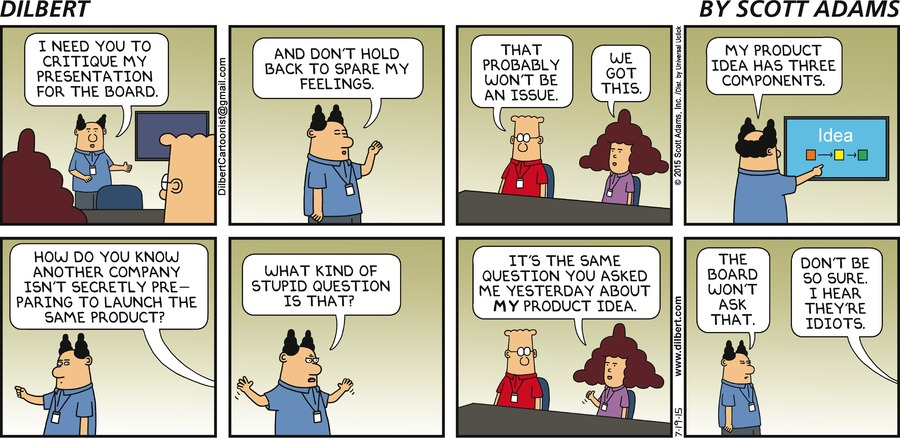 DILBERT
BY SCOTT ADAMS
I NEED YOU TO
CRITIQUE MY
PRESENTATION
FOR THE BOARD.
DilbertCartoonist@gmail.com
AND DON'T HOLD
BACK TO SPARE MY
FEELINGS.
THAT
PROBABLY
WON'T BE
AN ISSUE.
WE
GOT
THIS.
© 2015 Scott Adams, Inc. /Dist. by Universal Uclick
MY PRODUCT
IDEA HAS THREE
COMPONENTS.
Idea
HOW DO YOU KNOW
ANOTHER COMPANY
ISN'T SECRETLY PRE-
PARING TO LAUNCH THE
SAME PRODUCT?
WHAT KIND OF
STUPID QUESTION
IS THAT?
IT'S THE SAME
QUESTION YOU ASKED
ME YESTERDAY ABOUT
MY PRODUCT IDEA.
7-19-15 www.dilbert.com
THE
BOARD
WON'T
ASK
THAT.
DON'T BE
SO SURE.
I HEAR
THEY'RE
IDIOTS.